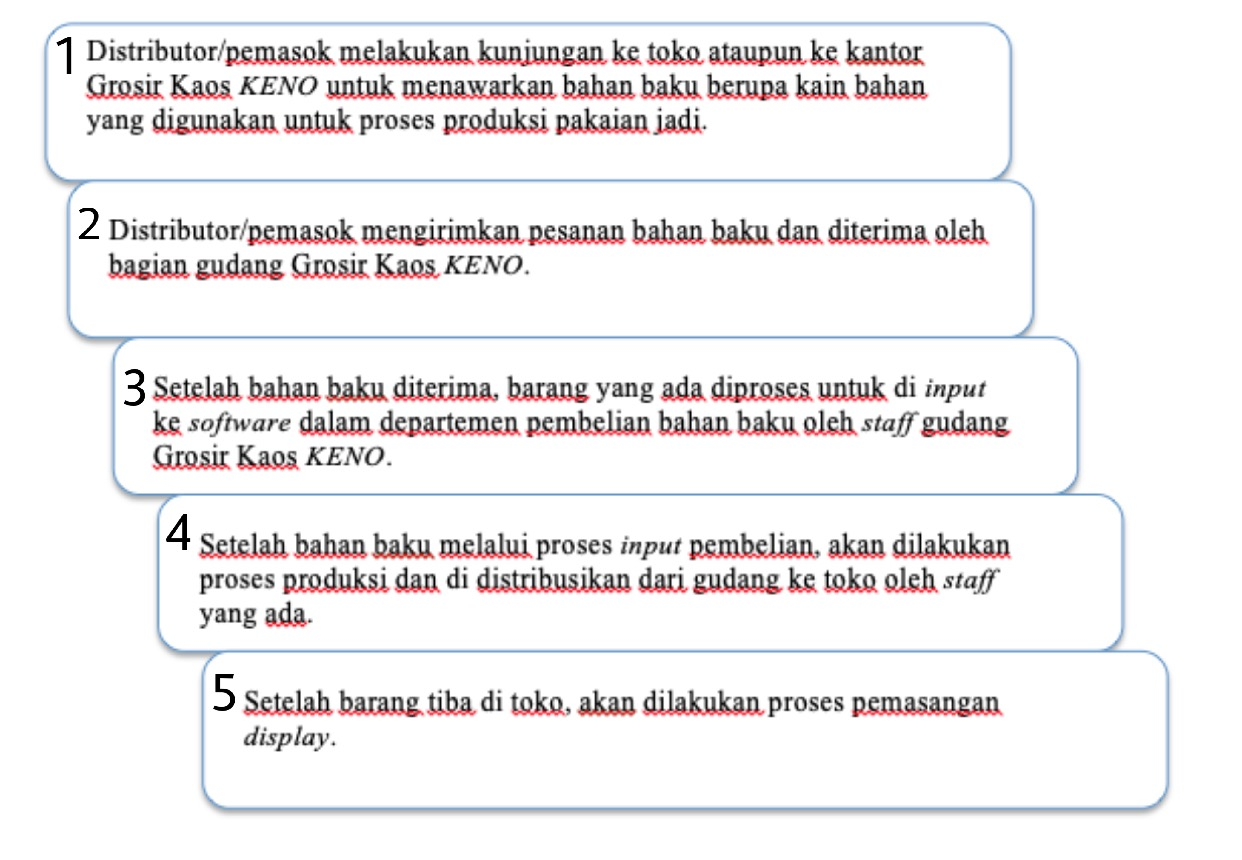 1 Distributor/pemasok melakukan kunjungan ke toko ataupun ke kantor
Grosir Kaos KENO untuk menawarkan bahan baku berupa kain bahan
yang digunakan untuk proses produksi pakaian jadi.
2 Distributor/pemasok mengirimkan pesanan bahan baku dan diterima oleh
bagian gudang Grosir Kaos KENO.
3 Setelah bahan baku diterima, barang yang ada diproses untuk di input
ke software dalam departemen pembelian bahan baku oleh staff gudang
Grosir Kaos KENO.
4 Setelah bahan baku melalui proses input pembelian, akan dilakukan
proses produksi dan di distribusikan dari gudang ke toko oleh staff
yang ada.
5 Setelah barang tiba di toko, akan dilakukan proses pemasangan
display.